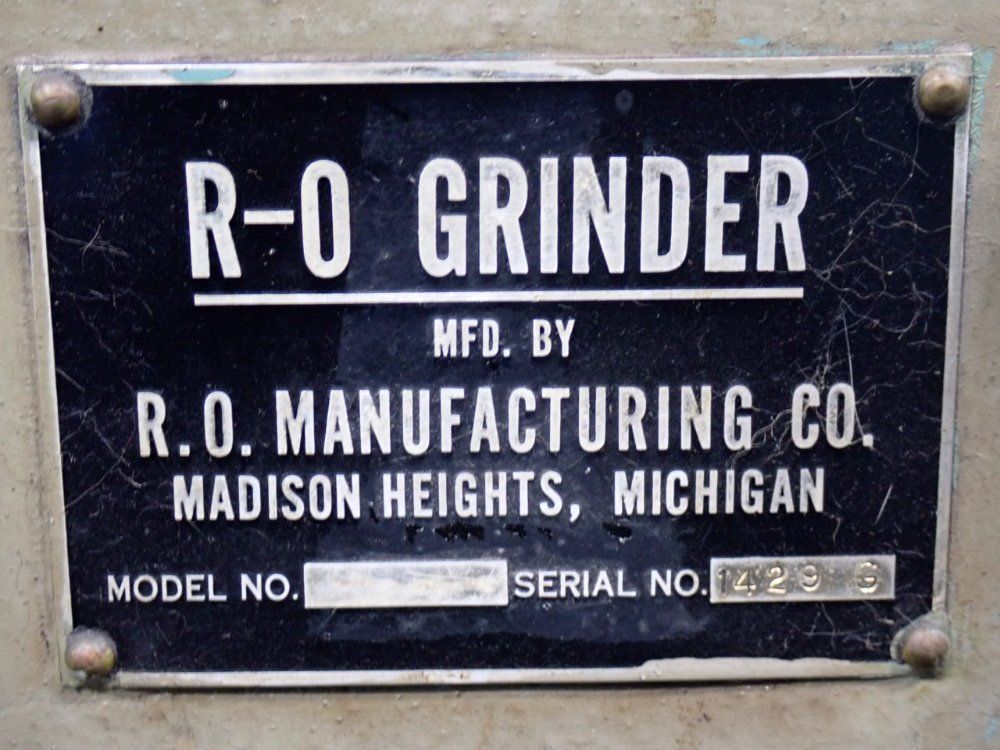 R-O GRINDER
MFD. BY
R.O. MANUFACTURING CO.
MADISON HEIGHTS, MICHIGAN
MODEL NO. SERIAL NO. 1429 G